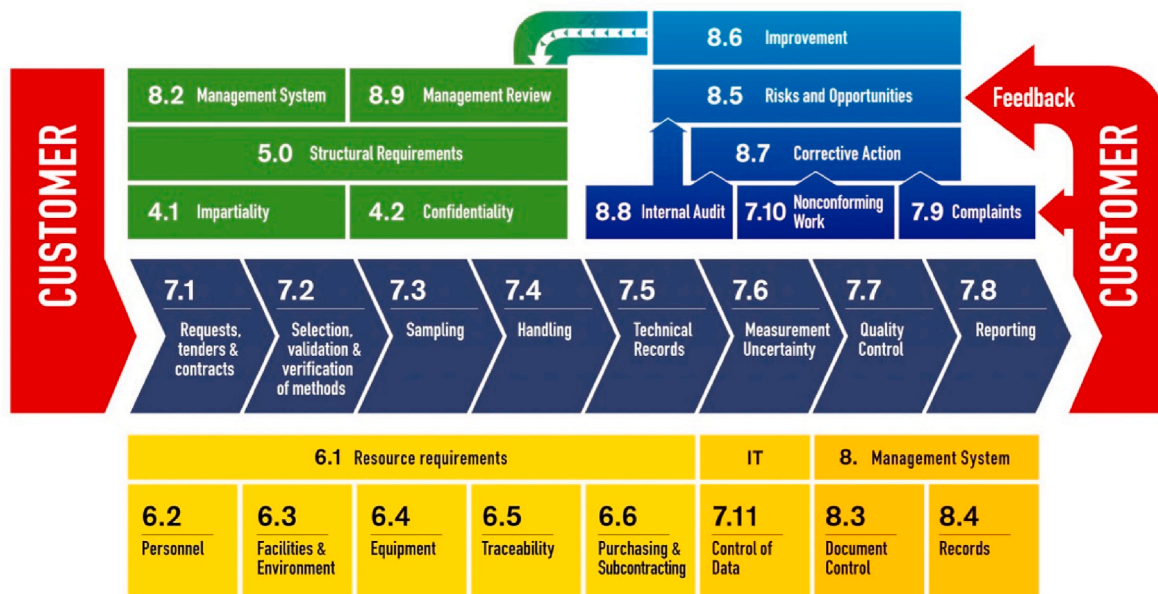 CUSTOMER
8.2 Management System
8.9 Management Review
5.0 Structural Requirements
4.1 Impartiality
4.2 Confidentiality
8.6 Improvement
8.5 Risks and Opportunities
8.7 Corrective Action
8.8 Internal Audit
7.10 Nonconforming
Work
7.9 Complaints
Feedback
CUSTOMER
7.1
Requests,
tenders &
contracts
7.2
Selection,
validation &
verification
of methods
7.3
Sampling
7.4
Handling
7.5
Technical
Records
7.6
Measurement
Uncertainty
7.7
Quality
Control
7.8
Reporting
6.1 Resource requirements
IT
8. Management System
6.2
Personnel
6.3
Facilities &
Environment
6.4
Equipment
6.5
Traceability
6.6
Purchasing &
Subcontracting
7.11
Control of
Data
8.3
Document
Control
8.4
Records